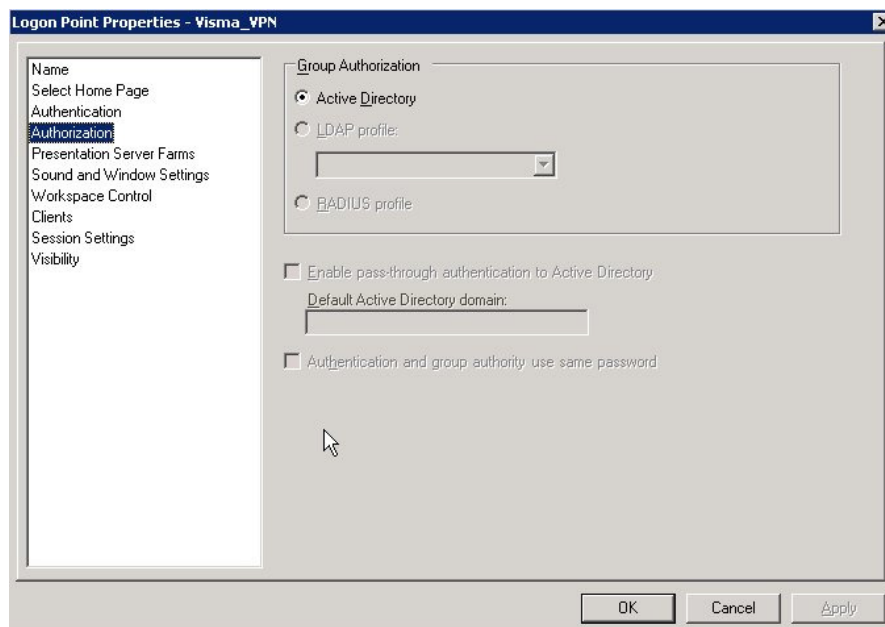 Logon Point Properties - Visma_VPN
Name
Select Home Page
Authentication
Authorization
Presentation Server Farms
Sound and Window Settings
Workspace Control
Clients
Session Settings
Visibility
Group Authorization
Active Directory
LDAP profile:
RADIUS profile
Enable pass-through authentication to Active Directory
Default Active Directory domain:
Authentication and group authority use same password
OK
Cancel
Apply